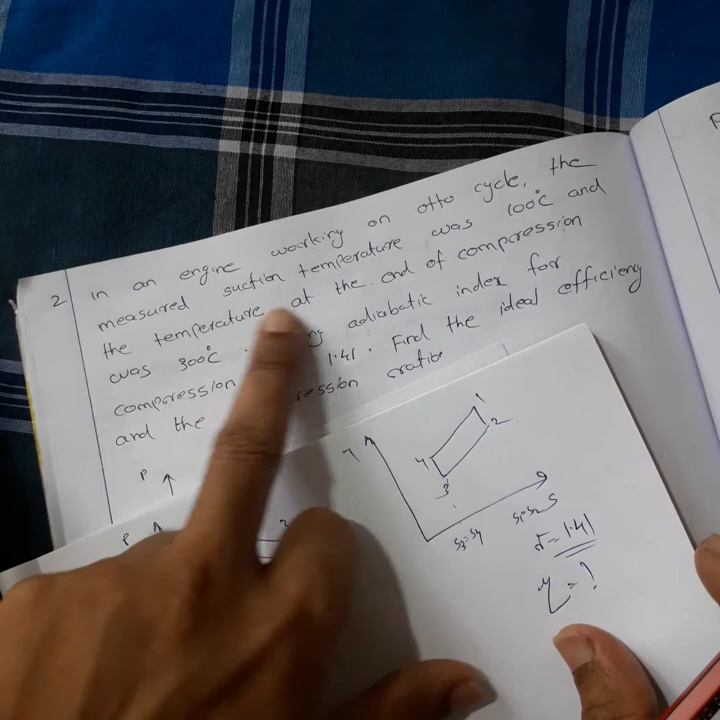 2 In an engine working on otto cycle, the
measured suction temperature was 100°C and
the temperature at the end of compression
was 300°C. adiabatic index for
compression 1.41. Find the ideal efficiency
and the ratio
P
P
T
1
2
3
4
S3=S4
S1=S2
S
γ=1.41
η=?